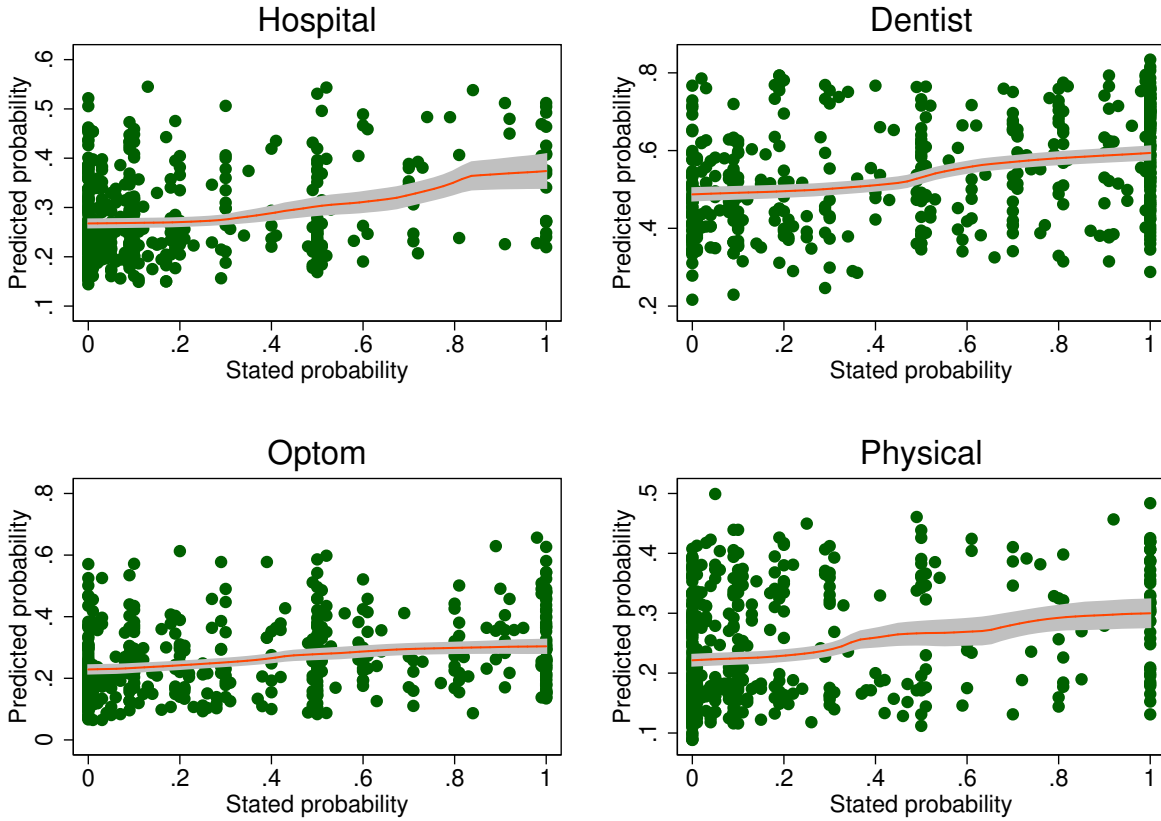 Hospital
Predicted probability
.6
.5
.4
.3
.2
.1
0 .2 .4 .6 .8 1
Stated probability
Dentist
Predicted probability
.8
.6
.4
.2
0 .2 .4 .6 .8 1
Stated probability
Optom
Predicted probability
.8
.6
.4
.2
0
0 .2 .4 .6 .8 1
Stated probability
Physical
Predicted probability
.5
.4
.3
.2
.1
0 .2 .4 .6 .8 1
Stated probability